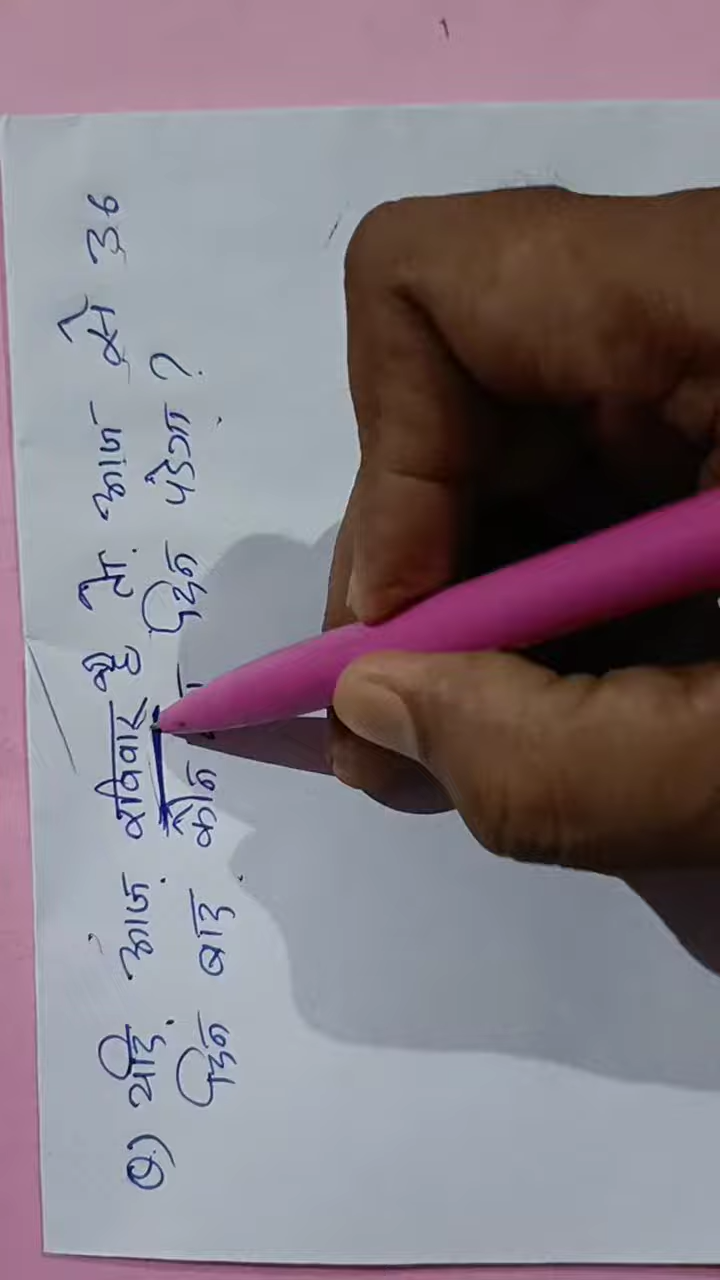 Q) यदि आज रविवार है तो आज से 36
दिन बाद कौन दिन पड़ेगा ?